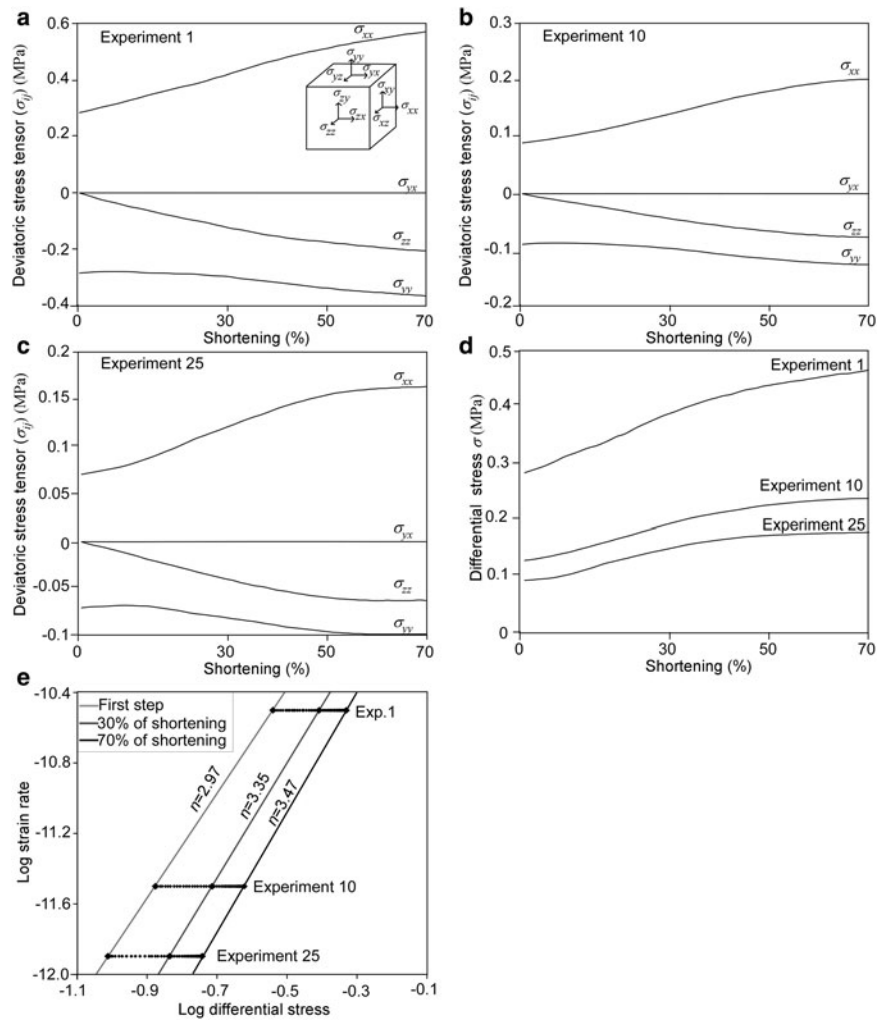 a
Experiment 1
Deviatoric stress tensor (σij) (MPa)
0.6
0.4
0.2
0
-0.2
-0.4
σxx
σyx
σzz
σyy
σyy
σyz
σyx
σzy
σxy
σzx
σxx
σzz
σxz
0
30
50
70
Shortening (%)
b
Experiment 10
Deviatoric stress tensor (σij) (MPa)
0.3
0.2
0.1
0
-0.1
-0.2
σxx
σyx
σzz
σyy
0
30
50
70
Shortening (%)
c
Experiment 25
Deviatoric stress tensor (σij) (MPa)
0.2
0.15
0.1
0.05
0
-0.05
-0.1
σxx
σyx
σzz
σyy
0
30
50
70
Shortening (%)
d
Differential stress σ (MPa)
0.5
0.4
0.3
0.2
0.1
0
Experiment 1
Experiment 10
Experiment 25
0
30
50
70
Shortening (%)
e
First step
30% of shortening
70% of shortening
Log strain rate
-10.4
-10.8
-11.2
-11.6
-12.0
n=2.97
n=3.35
n=3.47
Exp.1
Experiment 10
Experiment 25
-1.1
-0.9
-0.7
-0.5
-0.3
-0.1
Log differential stress